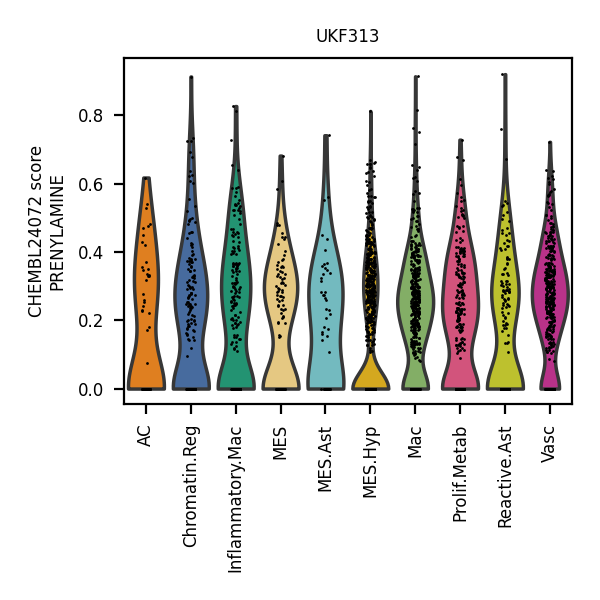 UKF313
CHEMBL24072 score
PRENYLAMINE
0.8
0.6
0.4
0.2
0.0
AC
Chromatin.Reg
Inflammatory.Mac
MES
MES.Ast
MES.Hyp
Mac
Prolif.Metab
Reactive.Ast
Vasc